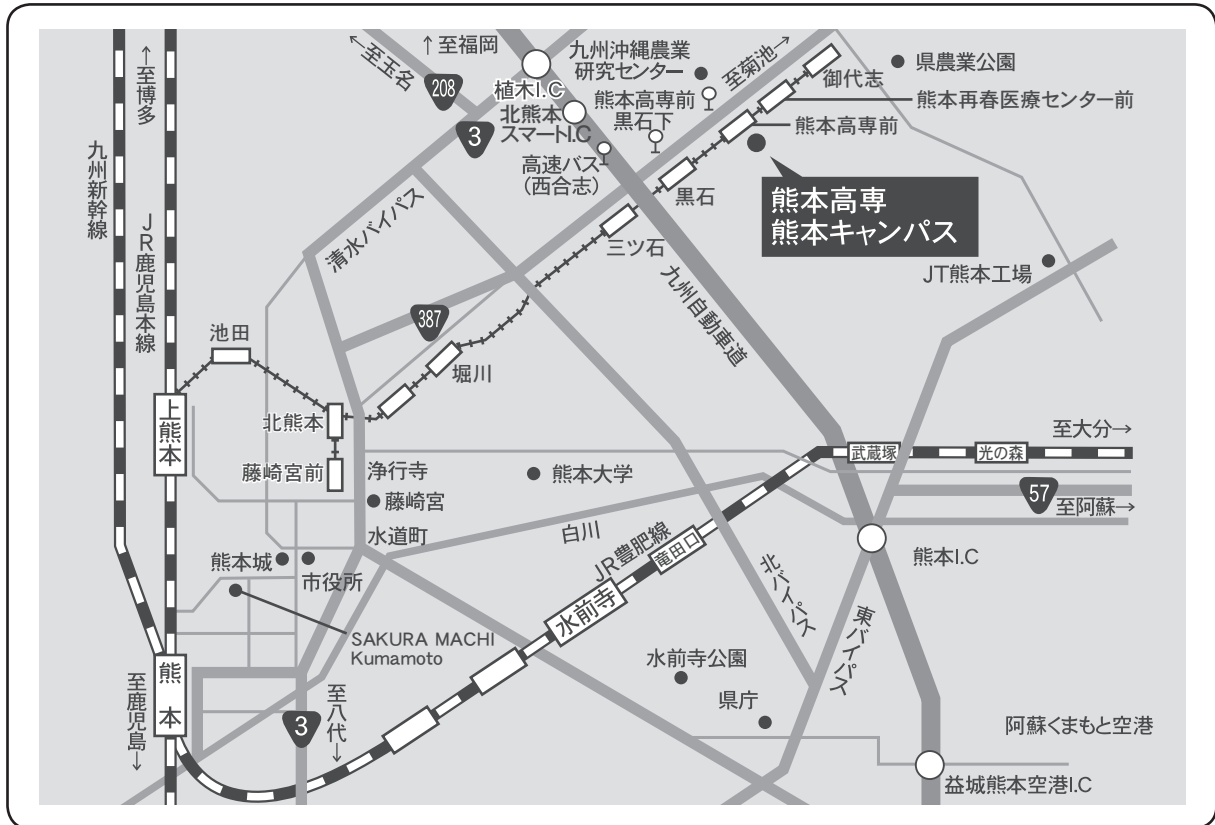 ←至玉名
↑至福岡
208
3
植木I.C
北熊本
スマートI.C
九州沖縄農業
研究センター
熊本高専前
黒石下
高速バス
(西合志)
至菊池→
御代志
県農業公園
熊本再春医療センター前
熊本高専前
熊本高専
熊本キャンパス
黒石
三ツ石
←至博多
九州新幹線
JR鹿児島本線
清水バイパス
九州自動車道
JT熊本工場
387
池田
堀川
上熊本
北熊本
藤崎宮前
浄行寺
藤崎宮
水道町
熊本大学
白川
武蔵塚
光の森
至大分→
57
至阿蘇→
熊本城
市役所
JR豊肥線
竜田口
水前寺
北バイパス
東バイパス
熊本I.C
SAKURA MACHI
Kumamoto
熊本
至鹿児島→
3
至八代→
水前寺公園
県庁
阿蘇くまもと空港
益城熊本空港I.C